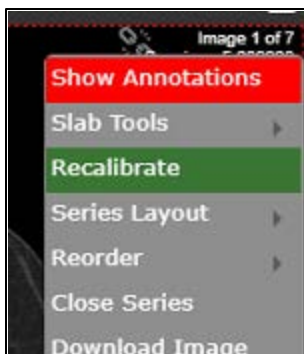 Image 1 of 7
Show Annotations
Slab Tools
Recalibrate
Series Layout
Reorder
Close Series
Download Image